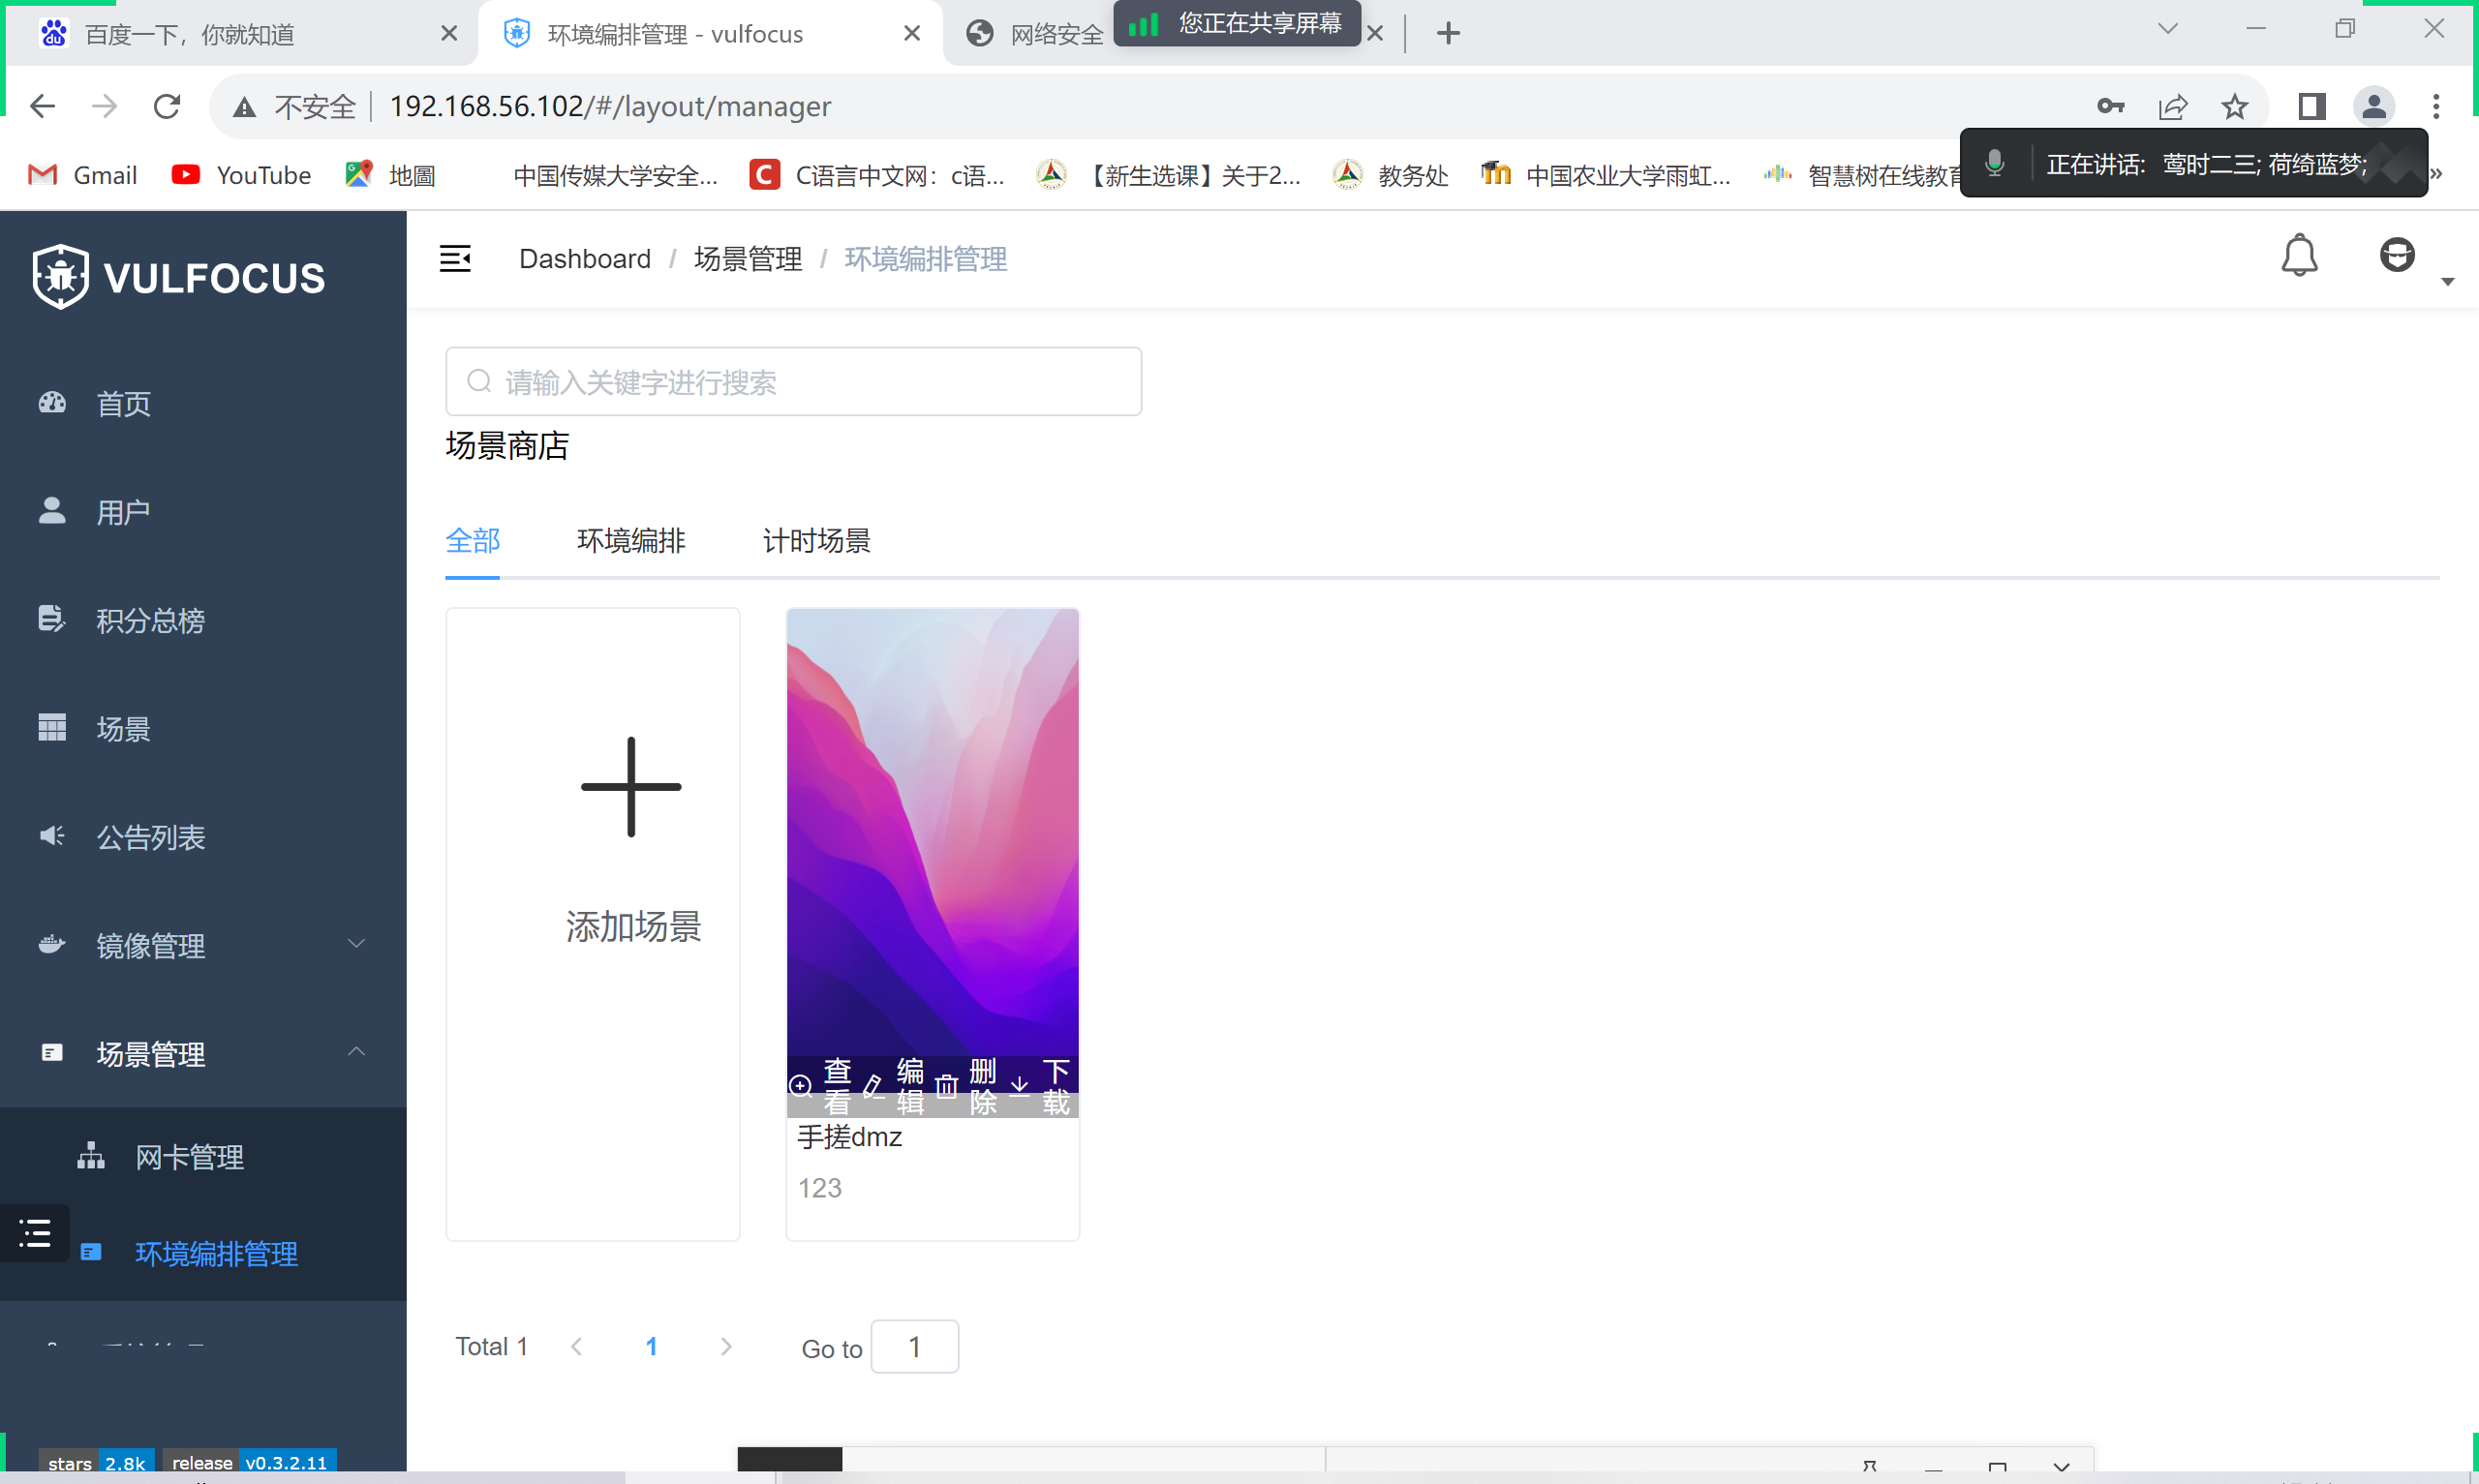 百度一下，你就知道
环境编排管理 - vulfocus
网络安全
您正在共享屏幕
不安全
192.168.56.102/#/layout/manager
Gmail
YouTube
地圖
中国传媒大学安全...
C语言中文网：c语...
【新生选课】关于2...
教务处
中国农业大学雨虹...
智慧树在线教育
正在讲话: 莺时二三; 荷绮蓝梦;
»
VULFOCUS
Dashboard / 场景管理 / 环境编排管理
首页
用户
积分总榜
场景
公告列表
镜像管理
场景管理
网卡管理
环境编排管理
stars 2.8k
release v0.3.2.11
请输入关键字进行搜索
场景商店
全部
环境编排
计时场景
添加场景
查看
编辑
删除
下载
手搓dmz
123
Total 1
1
Go to 1